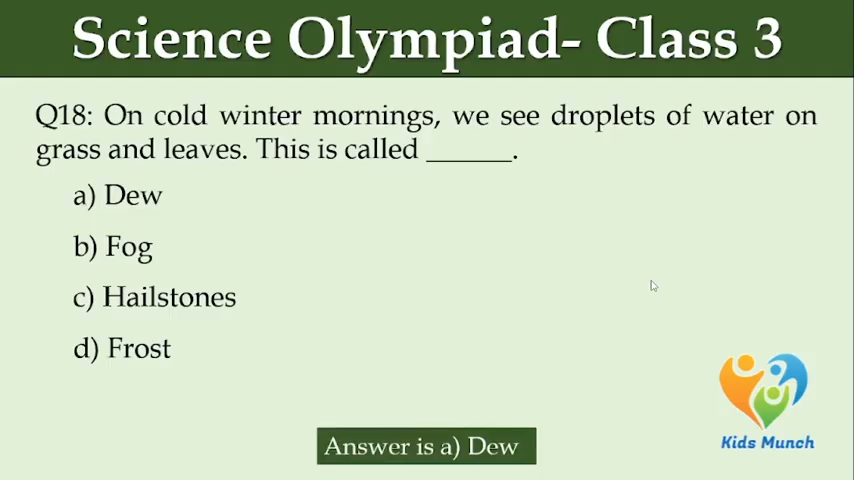 Science Olympiad- Class 3
Q18: On cold winter mornings, we see droplets of water on
grass and leaves. This is called ______.
a) Dew
b) Fog
c) Hailstones
d) Frost
Kids Munch
Answer is a) Dew